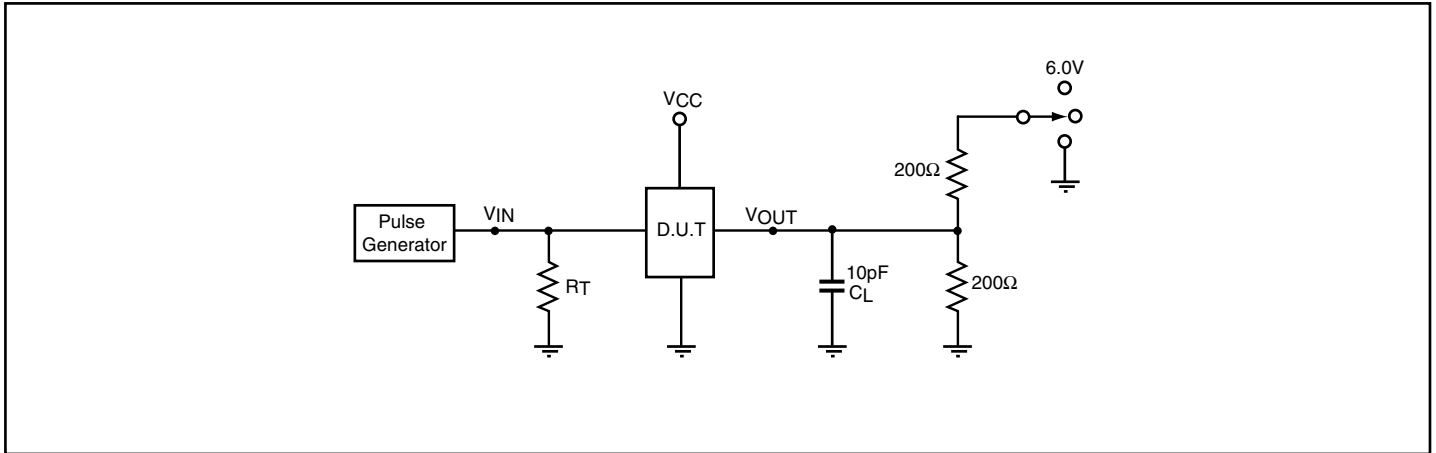 6.0V
VCC
200Ω
Pulse
Generator
VIN
D.U.T
VOUT
RT
10pF
CL
200Ω